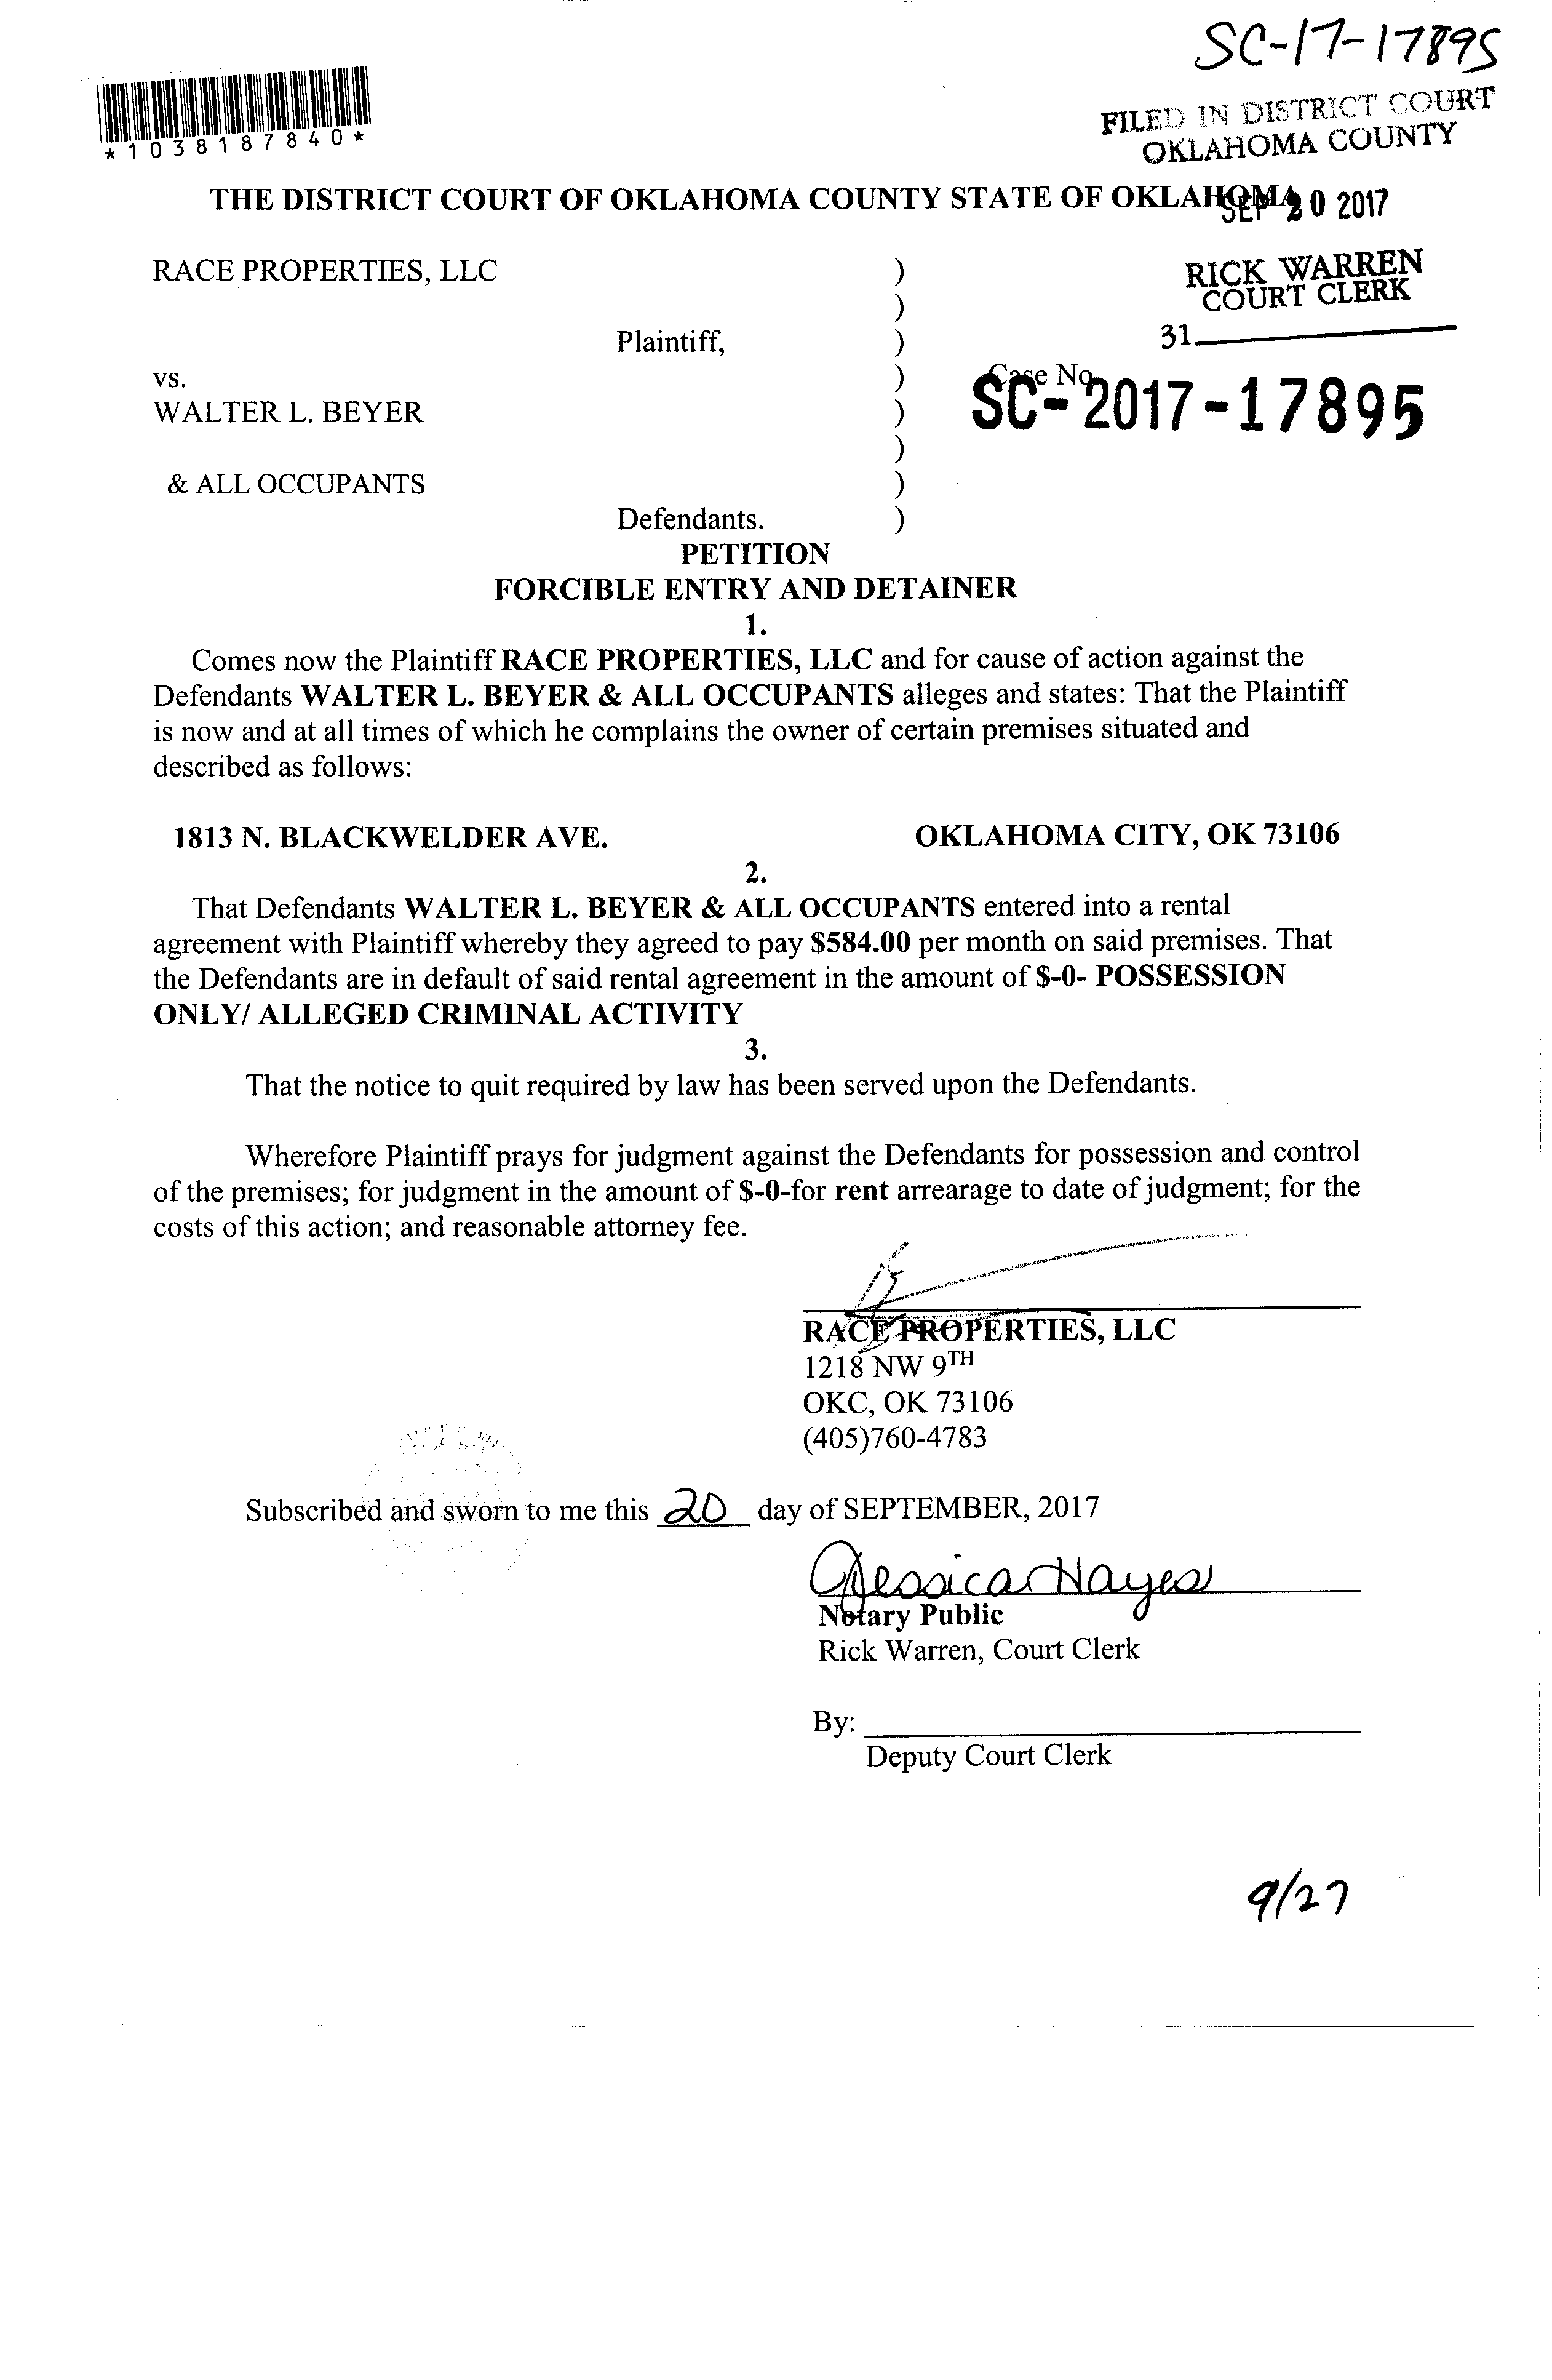 SC-17-17895
*1038187840*
FILED IN DISTRICT COURT
OKLAHOMA COUNTY
THE DISTRICT COURT OF OKLAHOMA COUNTY STATE OF OKLAHOMA
SEP 20 2017
RACE PROPERTIES, LLC )
RICK WARREN
COURT CLERK
)
Plaintiff, )
31
vs. )
Case No.
WALTER L. BEYER )
SC-2017-17895
)
& ALL OCCUPANTS )
Defendants. )
PETITION
FORCIBLE ENTRY AND DETAINER
1.
Comes now the Plaintiff RACE PROPERTIES, LLC and for cause of action against the
Defendants WALTER L. BEYER & ALL OCCUPANTS alleges and states: That the Plaintiff
is now and at all times of which he complains the owner of certain premises situated and
described as follows:
1813 N. BLACKWELDER AVE. OKLAHOMA CITY, OK 73106
2.
That Defendants WALTER L. BEYER & ALL OCCUPANTS entered into a rental
agreement with Plaintiff whereby they agreed to pay $584.00 per month on said premises. That
the Defendants are in default of said rental agreement in the amount of $-0- POSSESSION
ONLY/ ALLEGED CRIMINAL ACTIVITY
3.
That the notice to quit required by law has been served upon the Defendants.
Wherefore Plaintiff prays for judgment against the Defendants for possession and control
of the premises; for judgment in the amount of $-0-for rent arrearage to date of judgment; for the
costs of this action; and reasonable attorney fee.
RACE PROPERTIES, LLC
1218 NW 9TH
OKC, OK 73106
(405)760-4783
Subscribed and sworn to me this 20 day of SEPTEMBER, 2017
Jessica Hayes
Notary Public
Rick Warren, Court Clerk
By:
Deputy Court Clerk
9/27